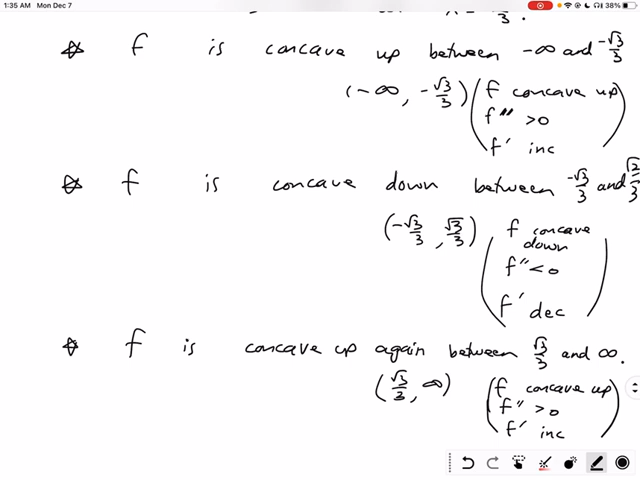 1:35 AM Mon Dec 7 38%
☆ f is concave up between -∞ and -√3/3
(-∞, -√3/3) (f concave up
f'' >0
f' inc)
☆ f is concave down between -√3/3 and √3/3
(-√3/3, √3/3) (f concave
down
f'' <0
f' dec)
☆ f is concave up again between √3/3 and ∞.
(√3/3, ∞) (f concave up
f'' >0
f' inc)